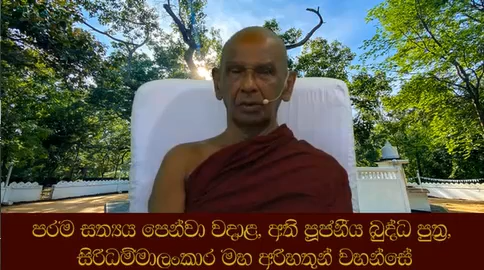 පරම සත්‍යය පෙන්වා වදාළ, අති පූජනීය බුද්ධ පුත්‍ර,
සිරිධම්මාලංකාර මහ අරිහතුන් වහන්සේ